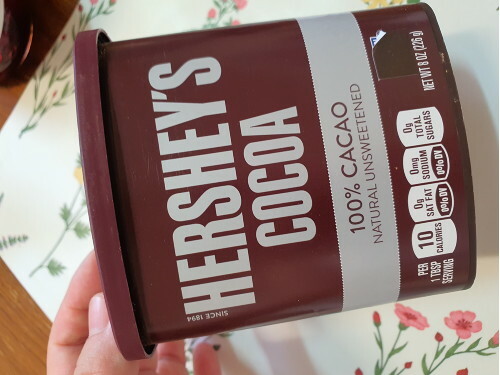 HERSHEY'S
SINCE 1894
COCOA
100% CACAO
NATURAL UNSWEETENED
PER
1 TBSP
SERVING
10
CALORIES
0g
SAT FAT
0% DV
0mg
SODIUM
0% DV
0g
TOTAL
SUGARS
NET WT 8 OZ (226 g)